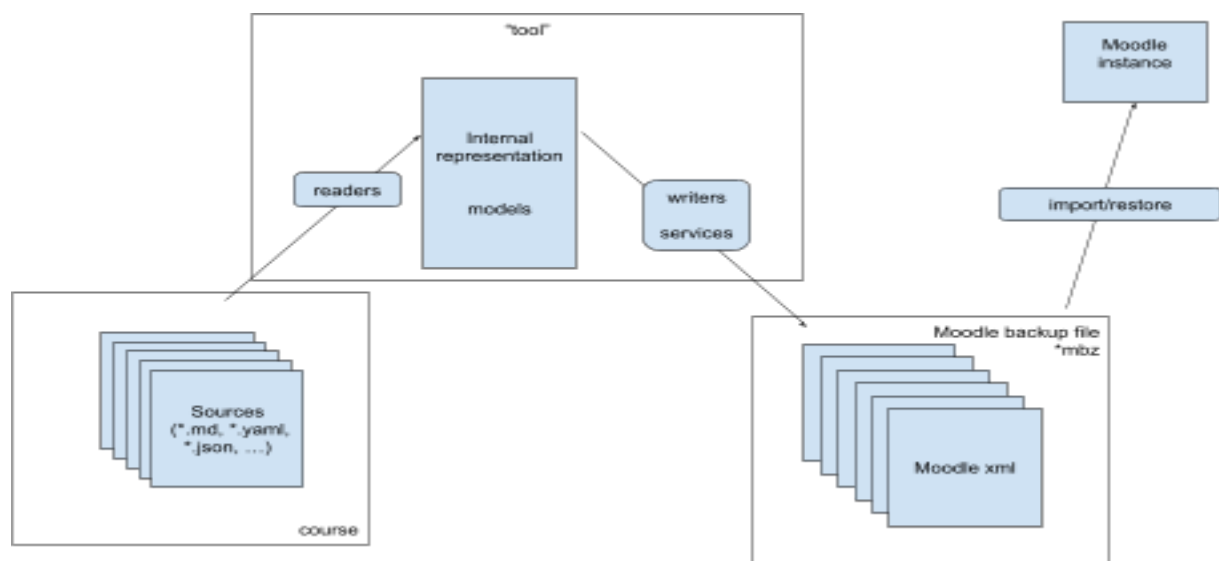 "tool"
Moodle
instance
Internal
representation
models
readers
writers
services
import/restore
Moodle backup file
*mbz
Sources
(*.md, *.yaml,
*.json, ...)
Moodle xml
course